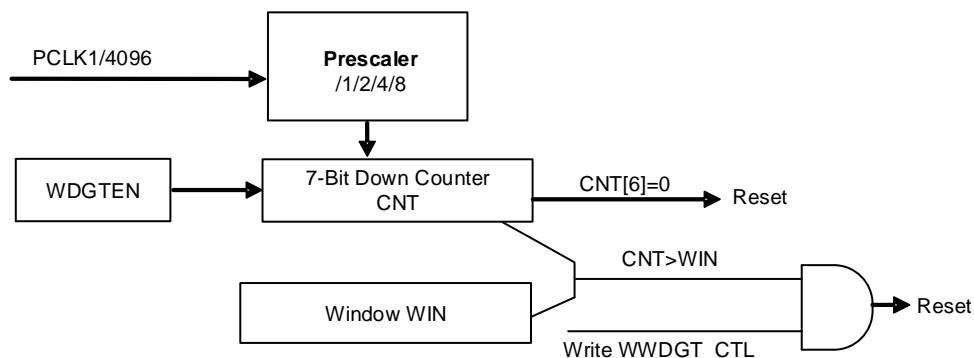 PCLK1/4096
Prescaler
/1/2/4/8
WDGTEN
7-Bit Down Counter
CNT
CNT[6]=0
Reset
CNT>WIN
Window WIN
Reset
Write WWDGT_CTL